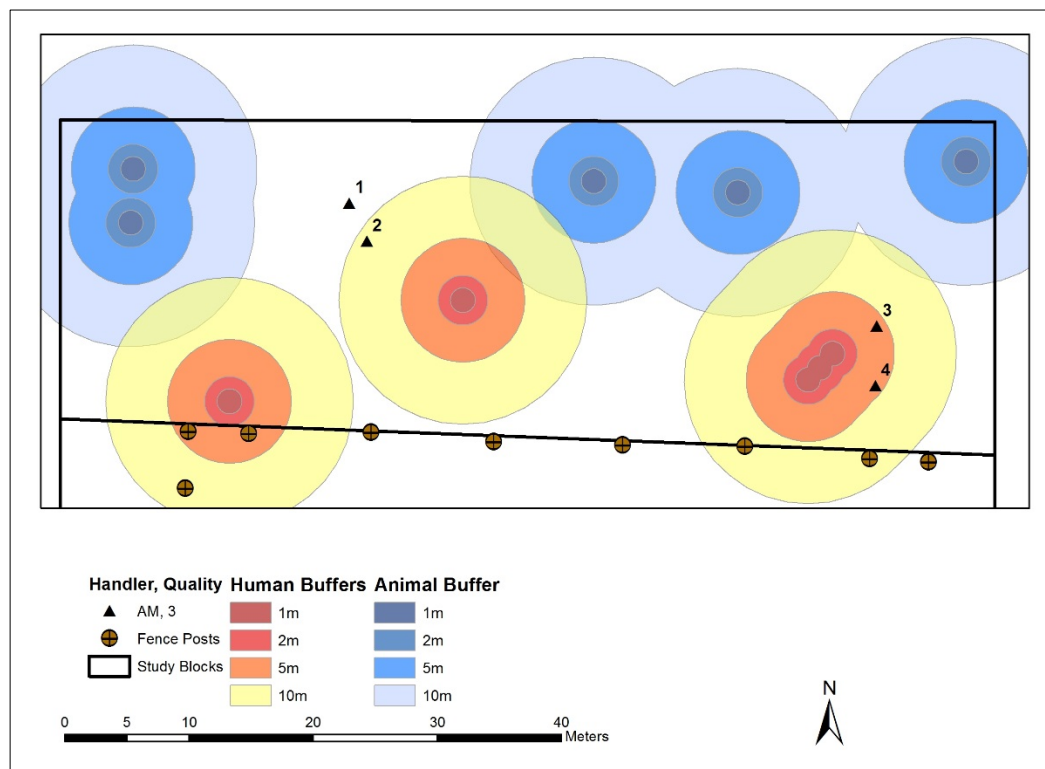 1
2
3
4
Handler, Quality Human Buffers Animal Buffer
AM, 3 1m 1m
Fence Posts 2m 2m
Study Blocks 5m 5m
10m 10m
N
0 5 10 20 30 40
Meters